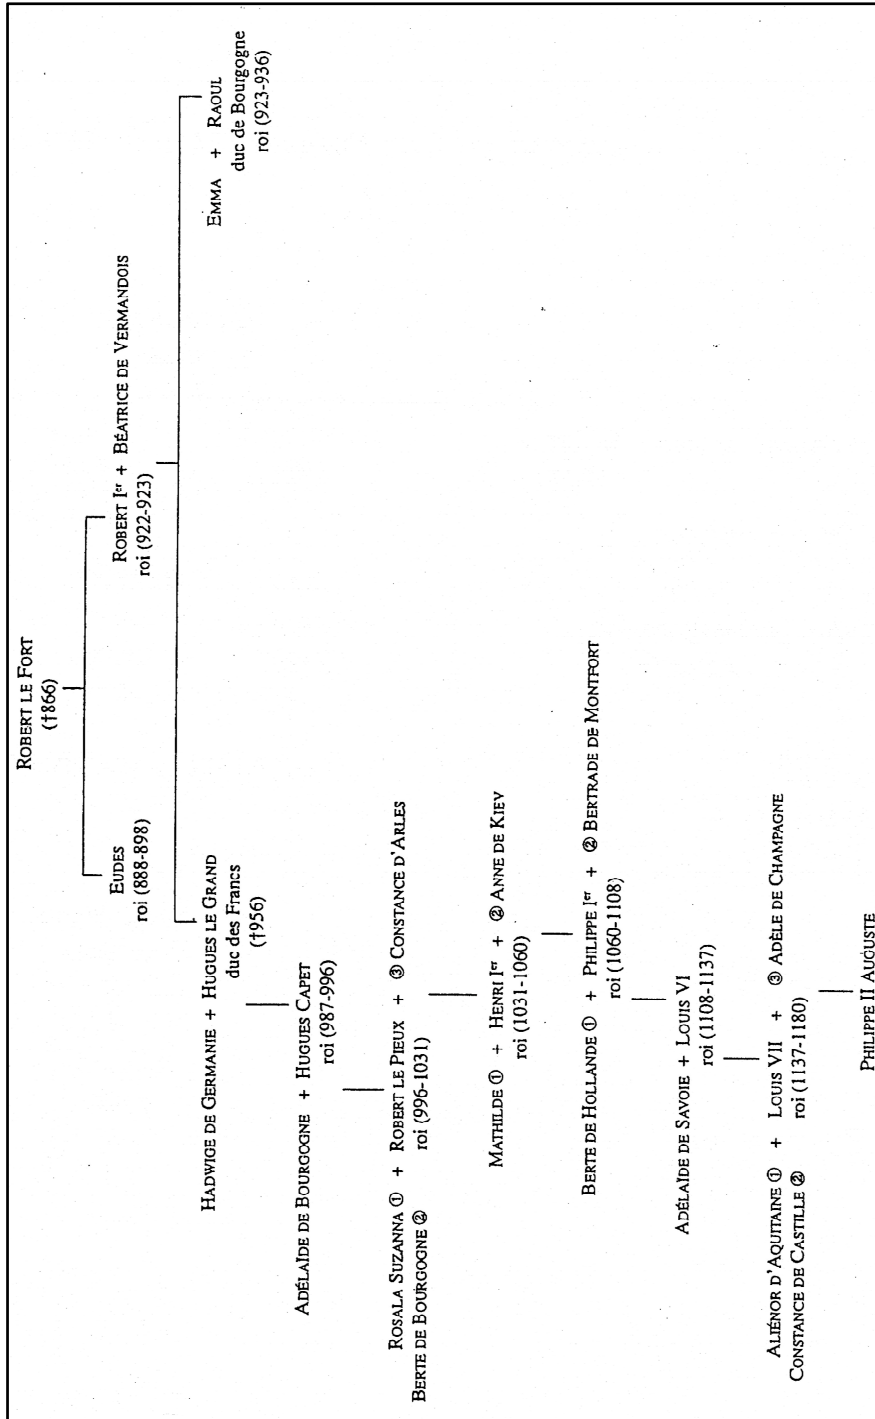 ROBERT LE FORT
(†866)
EUDES
roi (888-898)
ROBERT Iᵉʳ + BÉATRICE DE VERMANDOIS
roi (922-923)
HADWIGE DE GERMANIE + HUGUES LE GRAND
duc des Francs
(†956)
EMMA + RAOUL
duc de Bourgogne
roi (923-936)
ADÉLAÏDE DE BOURGOGNE + HUGUES CAPET
roi (987-996)
ROSALA SUZANNA ① + ROBERT LE PIEUX + ③ CONSTANCE D'ARLES
BERTE DE BOURGOGNE ② roi (996-1031)
MATHILDE ① + HENRI Iᵉʳ + ② ANNE DE KIEV
roi (1031-1060)
BERTE DE HOLLANDE ① + PHILIPPE Iᵉʳ + ② BERTRADE DE MONTFORT
roi (1060-1108)
ADÉLAÏDE DE SAVOIE + LOUIS VI
roi (1108-1137)
ALIÉNOR D'AQUITAINE ① + LOUIS VII + ③ ADÈLE DE CHAMPAGNE
CONSTANCE DE CASTILLE ② roi (1137-1180)
PHILIPPE II AUGUSTE